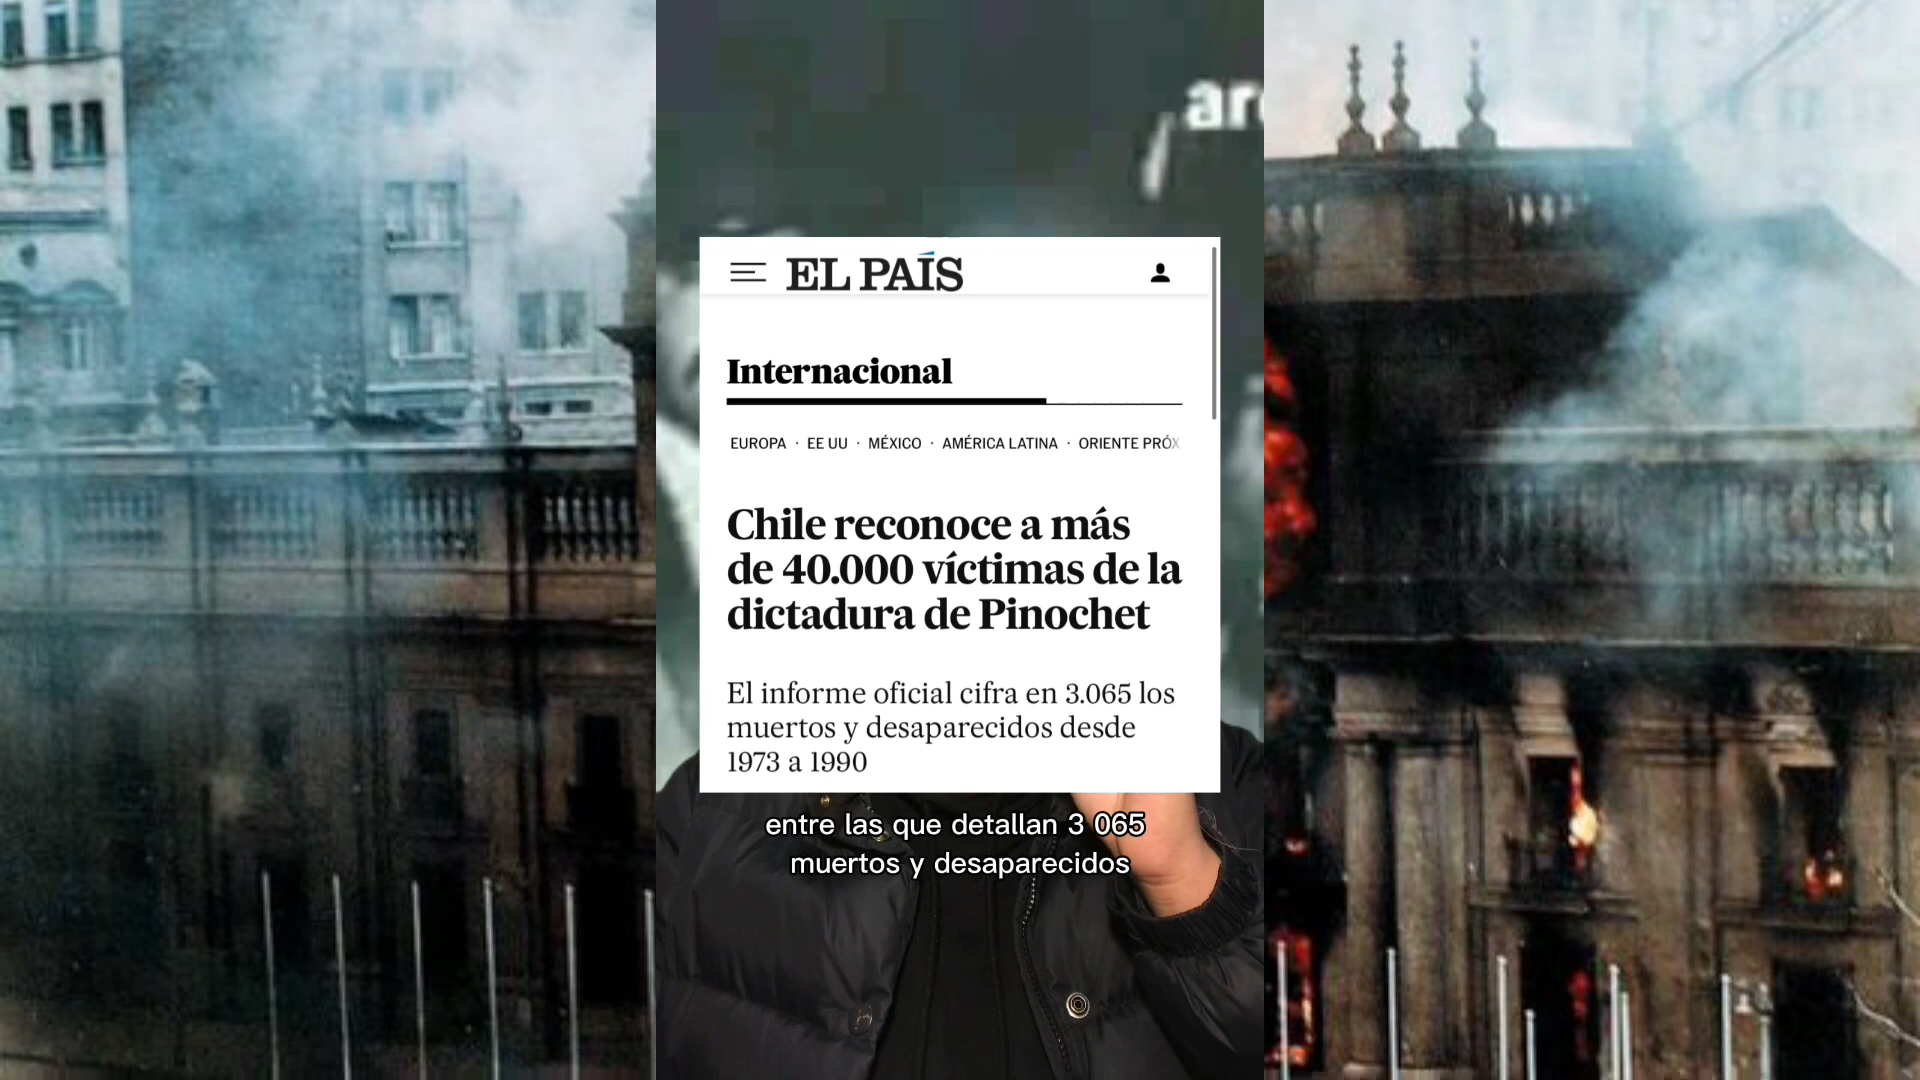 EL PAÍS
Internacional
EUROPA · EE UU · MÉXICO · AMÉRICA LATINA · ORIENTE PRÓX
Chile reconoce a más
de 40.000 víctimas de la
dictadura de Pinochet
El informe oficial cifra en 3.065 los
muertos y desaparecidos desde
1973 a 1990
entre las que detallan 3 065
muertos y desaparecidos